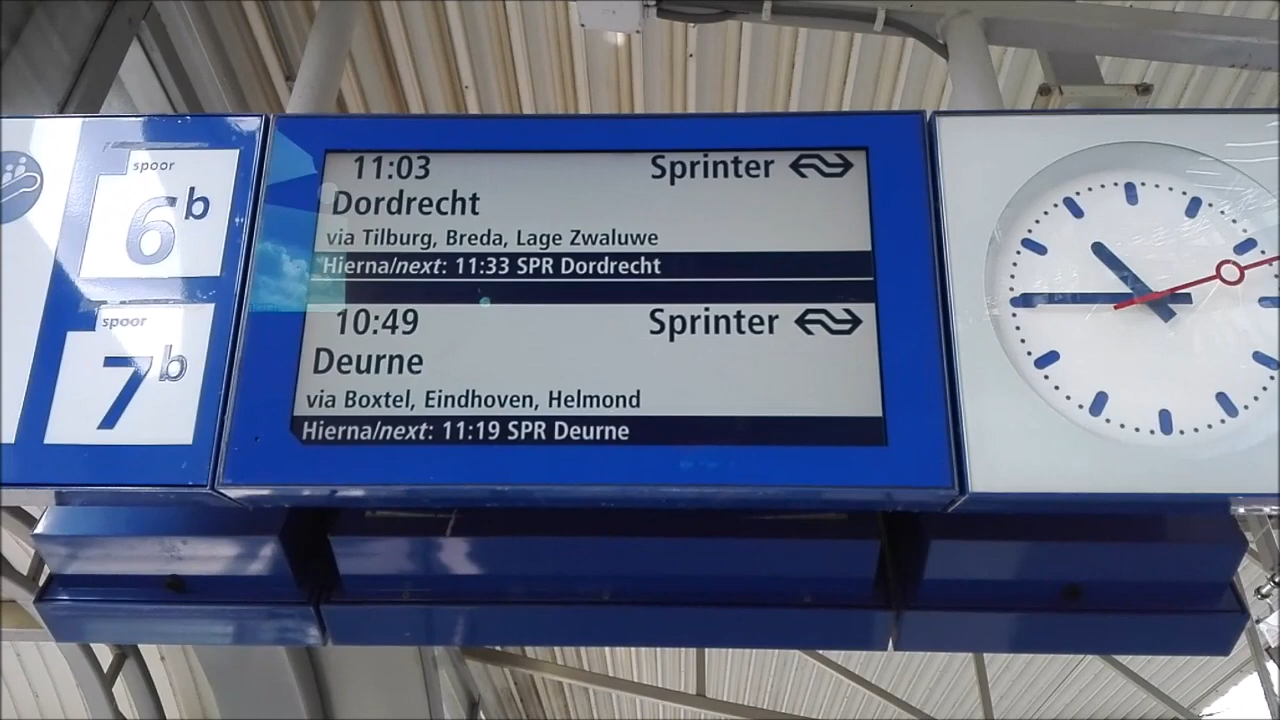 spoor
6b
spoor
7b
11:03 Sprinter
Dordrecht
via Tilburg, Breda, Lage Zwaluwe
Hierna/next: 11:33 SPR Dordrecht
10:49 Sprinter
Deurne
via Boxtel, Eindhoven, Helmond
Hierna/next: 11:19 SPR Deurne